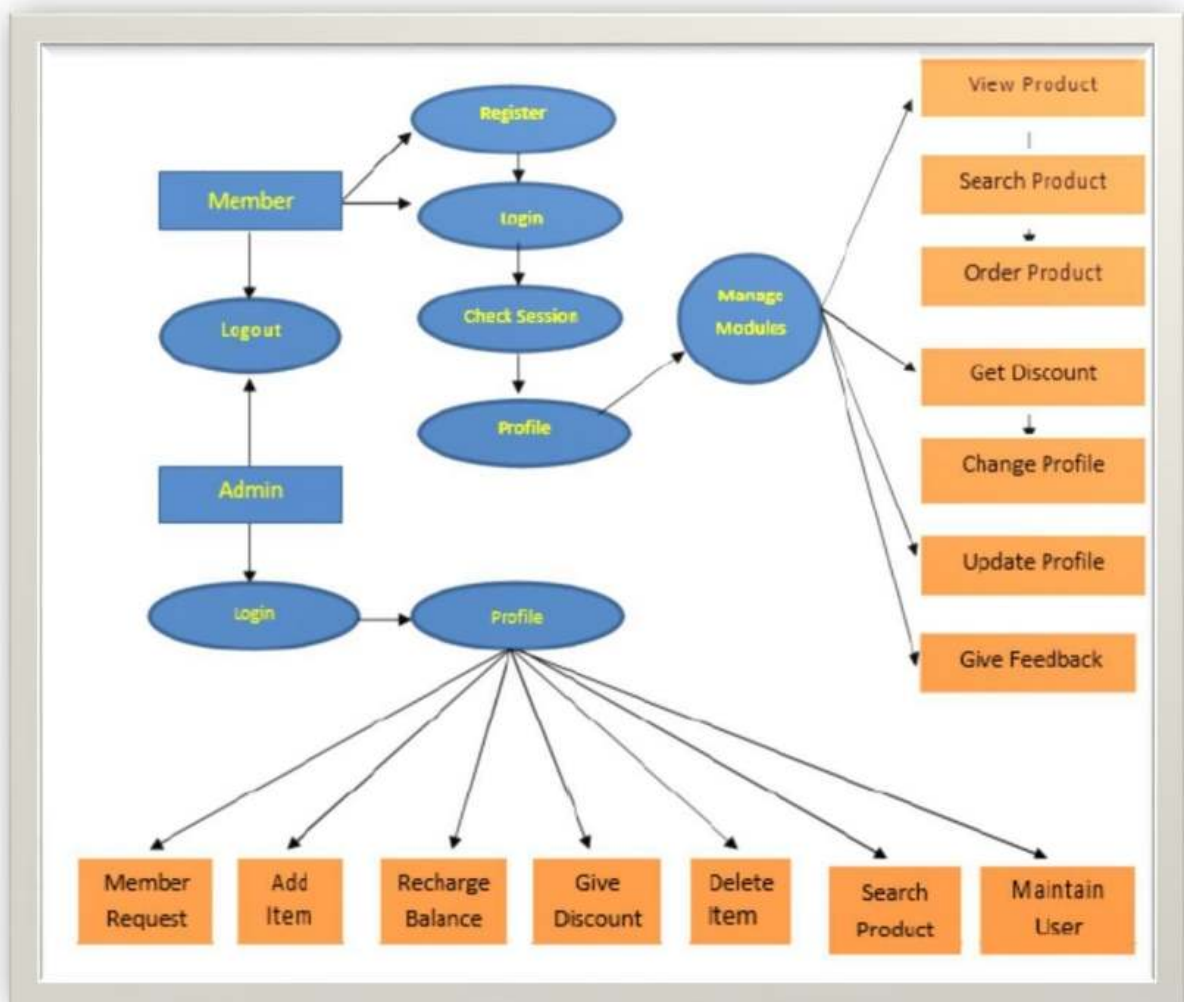 Register
Member
Login
Check Session
Logout
Profile
Manage
Modules
View Product
Search Product
Order Product
Get Discount
Change Profile
Update Profile
Give Feedback
Admin
Login
Profile
Member
Request
Add
Item
Recharge
Balance
Give
Discount
Delete
Item
Search
Product
Maintain
User